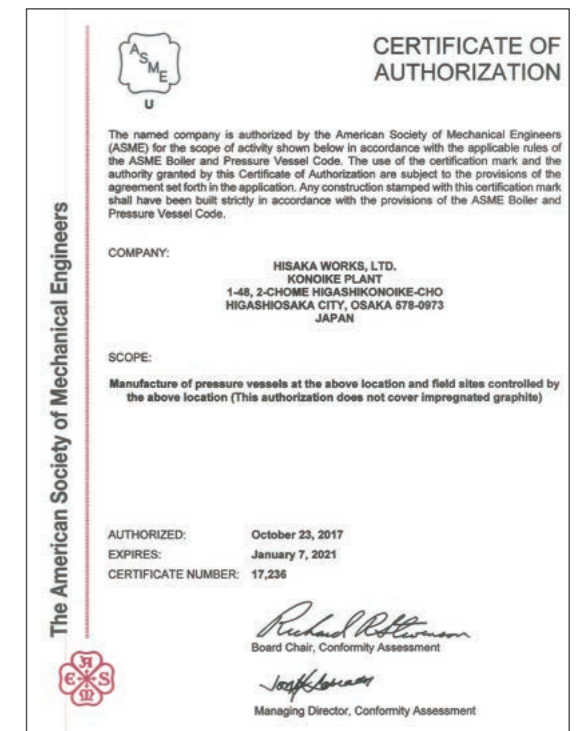 ASME
U
CERTIFICATE OF
AUTHORIZATION
The named company is authorized by the American Society of Mechanical Engineers
(ASME) for the scope of activity shown below in accordance with the applicable rules of
the ASME Boiler and Pressure Vessel Code. The use of the certification mark and the
authority granted by this Certificate of Authorization are subject to the provisions of the
agreement set forth in the application. Any construction stamped with this certification mark
shall have been built strictly in accordance with the provisions of the ASME Boiler and
Pressure Vessel Code.
COMPANY:
HISAKA WORKS, LTD.
KONOIKE PLANT
1-48, 2-CHOME HIGASHIKONOIKE-CHO
HIGASHIOSAKA CITY, OSAKA 578-0973
JAPAN
SCOPE:
Manufacture of pressure vessels at the above location and field sites controlled by
the above location (This authorization does not cover impregnated graphite)
AUTHORIZED: October 23, 2017
EXPIRES: January 7, 2021
CERTIFICATE NUMBER: 17,236
Board Chair, Conformity Assessment
Managing Director, Conformity Assessment
The American Society of Mechanical Engineers
ASME